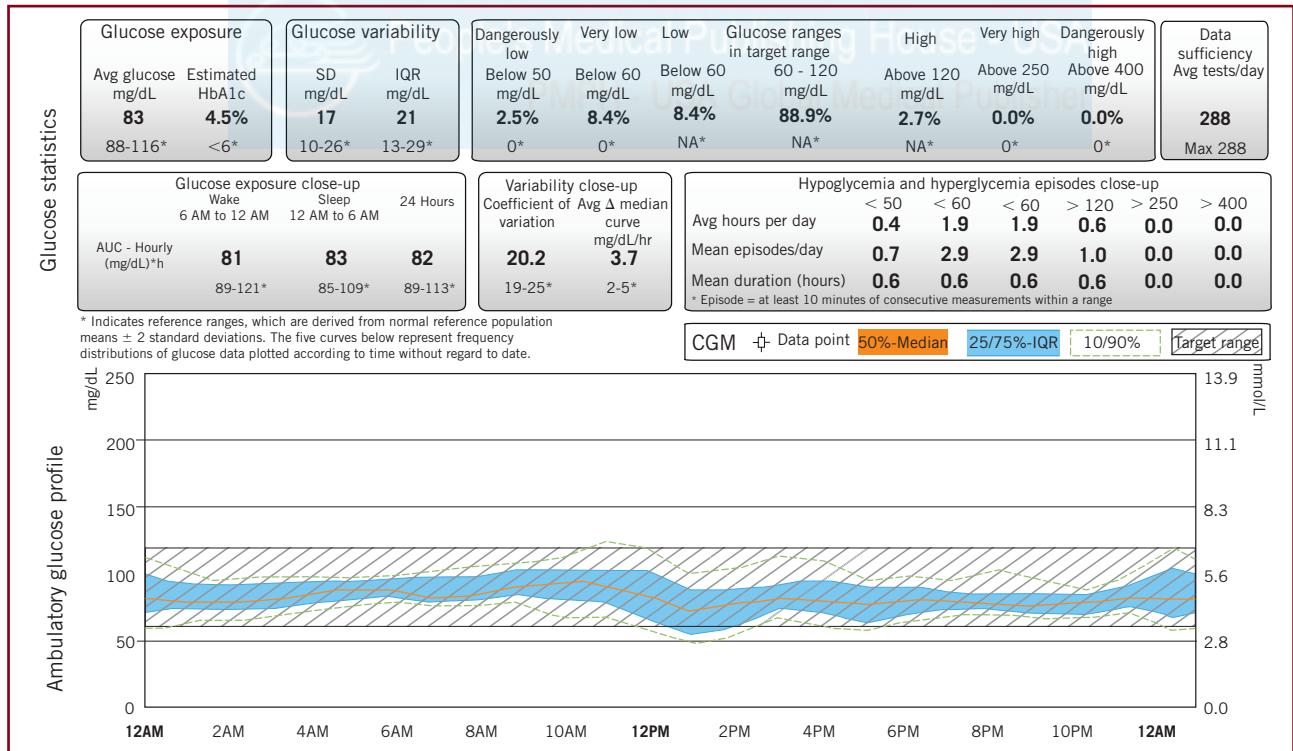 People's Medical Publishing House - USA
PMPH - USA Global Medical Publisher
Glucose statistics
Glucose exposure
Avg glucose mg/dL
Estimated HbA1c
83 4.5%
88-116* <6*
Glucose variability
SD mg/dL
IQR mg/dL
17 21
10-26* 13-29*
Glucose ranges
in target range
Dangerously low
Very low
Low
High
Very high
Dangerously high
Below 50 mg/dL
Below 60 mg/dL
Below 60 mg/dL
60 - 120 mg/dL
Above 120 mg/dL
Above 250 mg/dL
Above 400 mg/dL
2.5% 8.4% 8.4% 88.9% 2.7% 0.0% 0.0%
0* 0* NA* NA* NA* 0* 0*
Data
sufficiency
Avg tests/day
288
Max 288
Glucose exposure close-up
Wake
6 AM to 12 AM
Sleep
12 AM to 6 AM
24 Hours
AUC - Hourly
(mg/dL)*h
81 83 82
89-121* 85-109* 89-113*
Variability close-up
Coefficient of
variation
Avg Δ median
curve
mg/dL/hr
20.2 3.7
19-25* 2-5*
Hypoglycemia and hyperglycemia episodes close-up
< 50 < 60 < 60 > 120 > 250 > 400
Avg hours per day 0.4 1.9 1.9 0.6 0.0 0.0
Mean episodes/day 0.7 2.9 2.9 1.0 0.0 0.0
Mean duration (hours) 0.6 0.6 0.6 0.6 0.0 0.0
* Episode = at least 10 minutes of consecutive measurements within a range
* Indicates reference ranges, which are derived from normal reference population
means ± 2 standard deviations. The five curves below represent frequency
distributions of glucose data plotted according to time without regard to date.
CGM Data point 50%-Median 25/75%-IQR 10/90% Target range
Ambulatory glucose profile
mg/dL
250
200
150
100
50
0
mmol/L
13.9
11.1
8.3
5.6
2.8
0.0
12AM 2AM 4AM 6AM 8AM 10AM 12PM 2PM 4PM 6PM 8PM 10PM 12AM